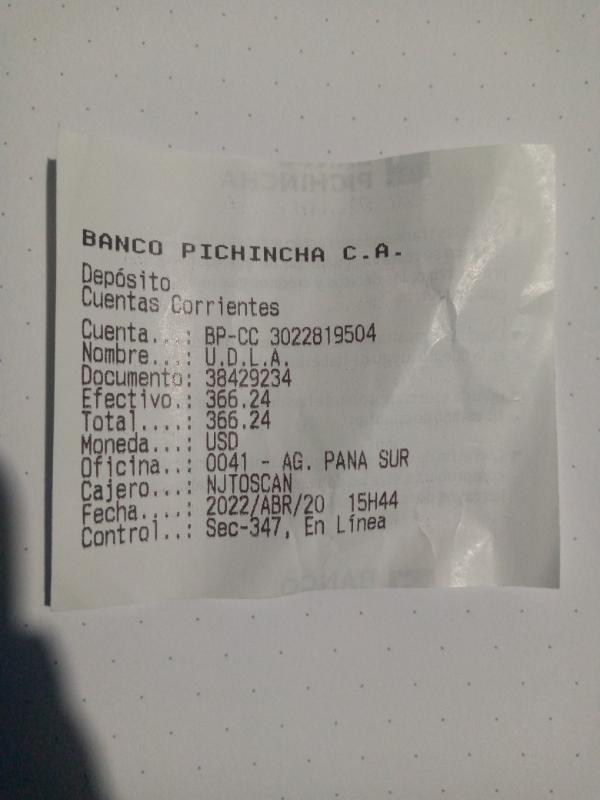 BANCO PICHINCHA C.A.
Depósito
Cuentas Corrientes
Cuenta...: BP-CC 3022819504
Nombre...: U.D.L.A.
Documento: 38429234
Efectivo.: 366.24
Total....: 366.24
Moneda...: USD
Oficina..: 0041 - AG. PANA SUR
Cajero...: NJTOSCAN
Fecha....: 2022/ABR/20 15H44
Control..: Sec-347, En Línea